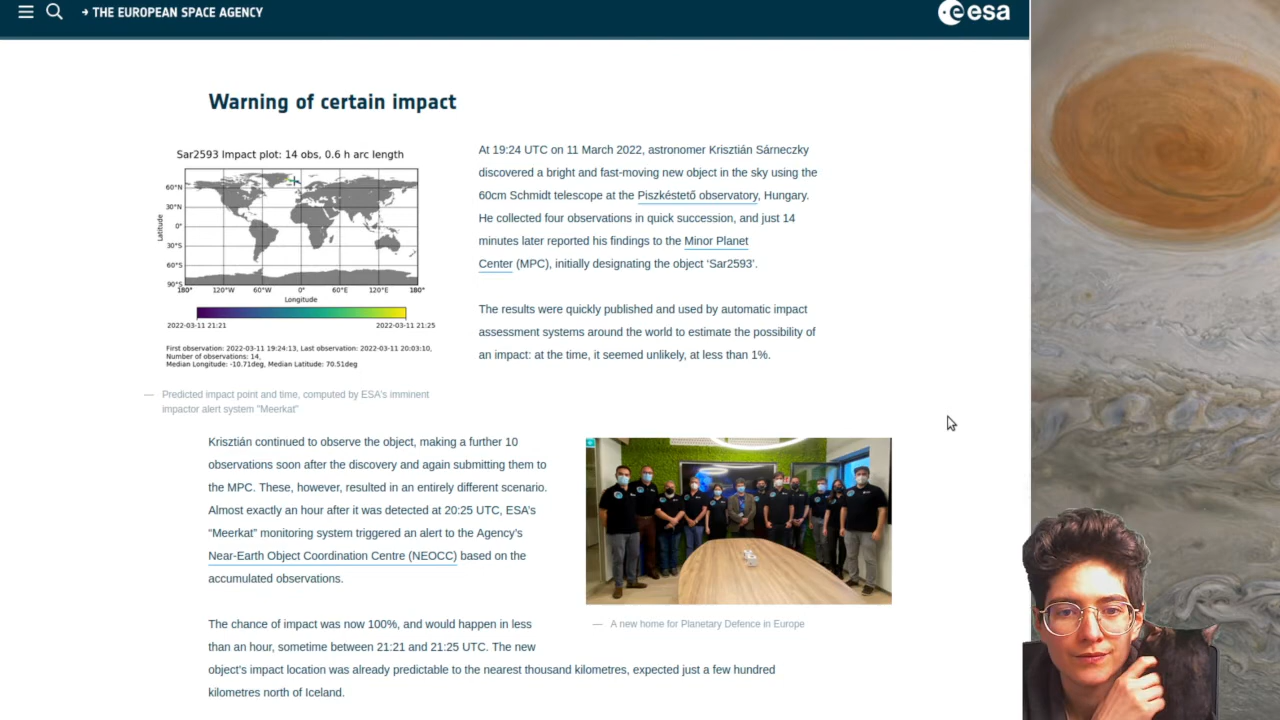 → THE EUROPEAN SPACE AGENCY
esa
Warning of certain impact
Sar2593 Impact plot: 14 obs, 0.6 h arc length
Latitude
60°N
30°N
0°
30°S
60°S
90°S
180° 120°W 60°W 0° 60°E 120°E 180°
Longitude
2022-03-11 21:21 2022-03-11 21:25
First observation: 2022-03-11 19:24:13, Last observation: 2022-03-11 20:03:10,
Number of observations: 14,
Median Longitude: -10.71deg, Median Latitude: 70.51deg
— Predicted impact point and time, computed by ESA's imminent
impactor alert system "Meerkat"
At 19:24 UTC on 11 March 2022, astronomer Krisztián Sárneczky
discovered a bright and fast-moving new object in the sky using the
60cm Schmidt telescope at the Piszkéstető observatory, Hungary.
He collected four observations in quick succession, and just 14
minutes later reported his findings to the Minor Planet
Center (MPC), initially designating the object ‘Sar2593’.
The results were quickly published and used by automatic impact
assessment systems around the world to estimate the possibility of
an impact: at the time, it seemed unlikely, at less than 1%.
Krisztián continued to observe the object, making a further 10
observations soon after the discovery and again submitting them to
the MPC. These, however, resulted in an entirely different scenario.
Almost exactly an hour after it was detected at 20:25 UTC, ESA’s
“Meerkat” monitoring system triggered an alert to the Agency’s
Near-Earth Object Coordination Centre (NEOCC) based on the
accumulated observations.
— A new home for Planetary Defence in Europe
The chance of impact was now 100%, and would happen in less
than an hour, sometime between 21:21 and 21:25 UTC. The new
object’s impact location was already predictable to the nearest thousand kilometres, expected just a few hundred
kilometres north of Iceland.